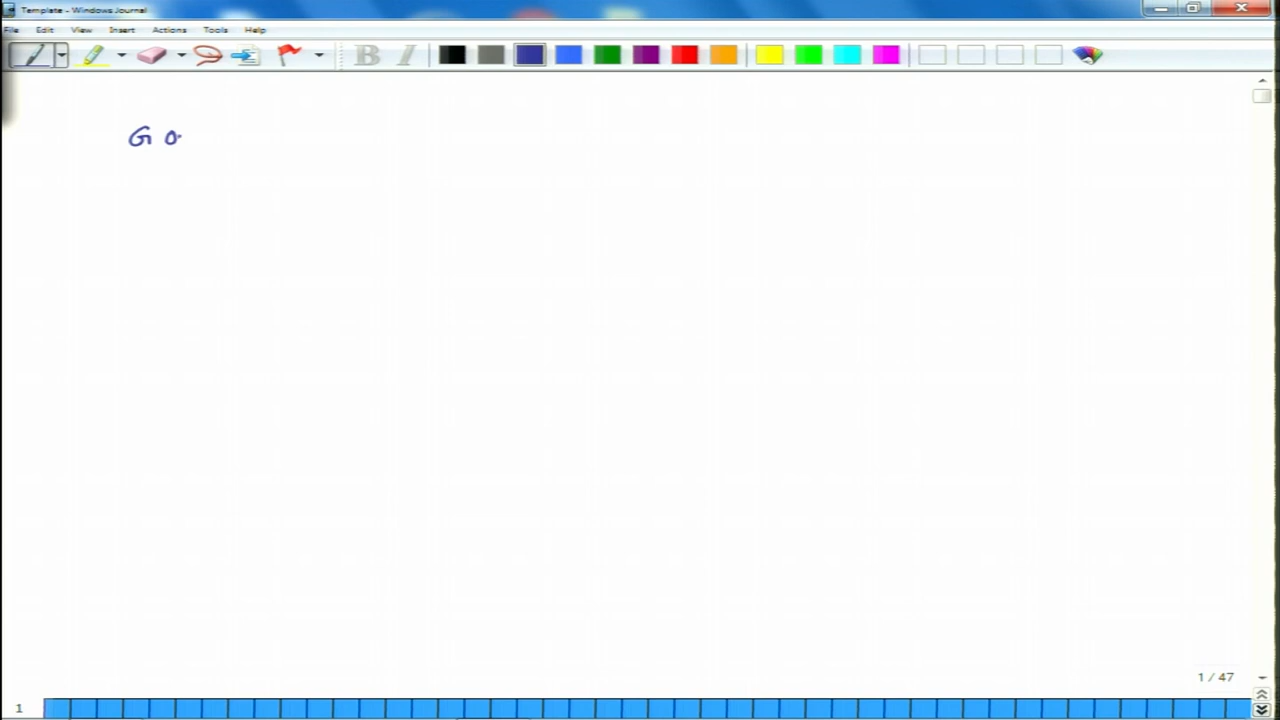 Template - Windows Journal
File Edit View Insert Actions Tools Help
B I
G o
1 / 47
1